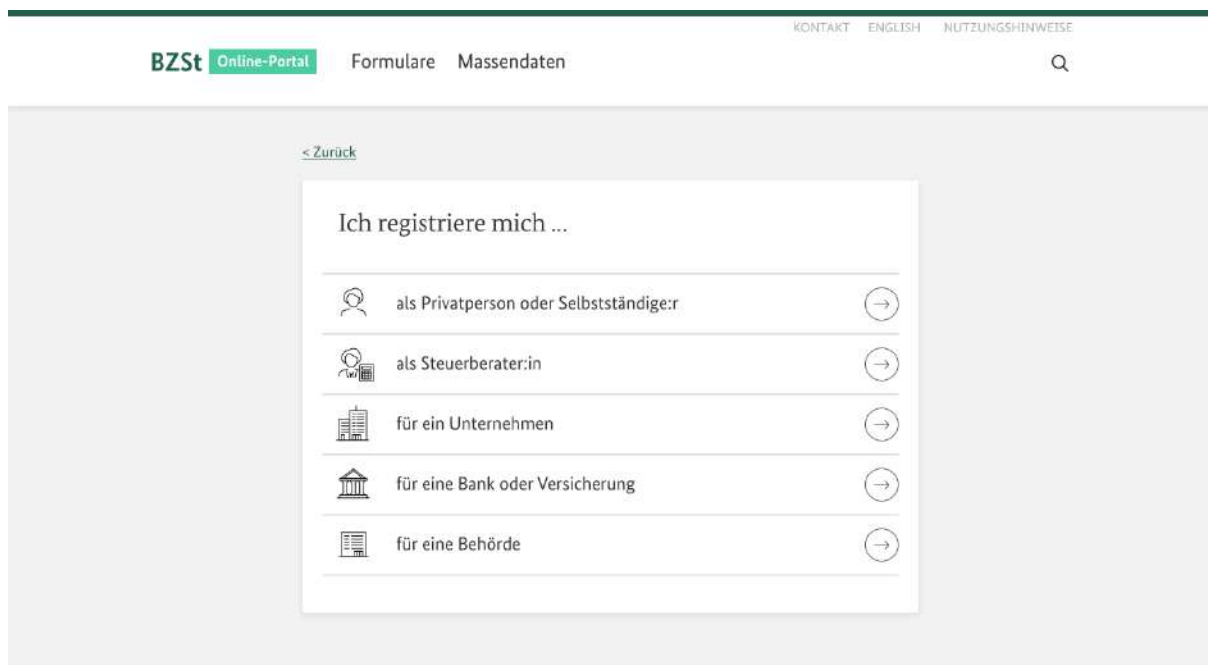 KONTAKT ENGLISH NUTZUNGSHINWEISE
BZSt Online-Portal Formulare Massendaten
< Zurück
Ich registriere mich ...
als Privatperson oder Selbstständige:r
als Steuerberater:in
für ein Unternehmen
für eine Bank oder Versicherung
für eine Behörde